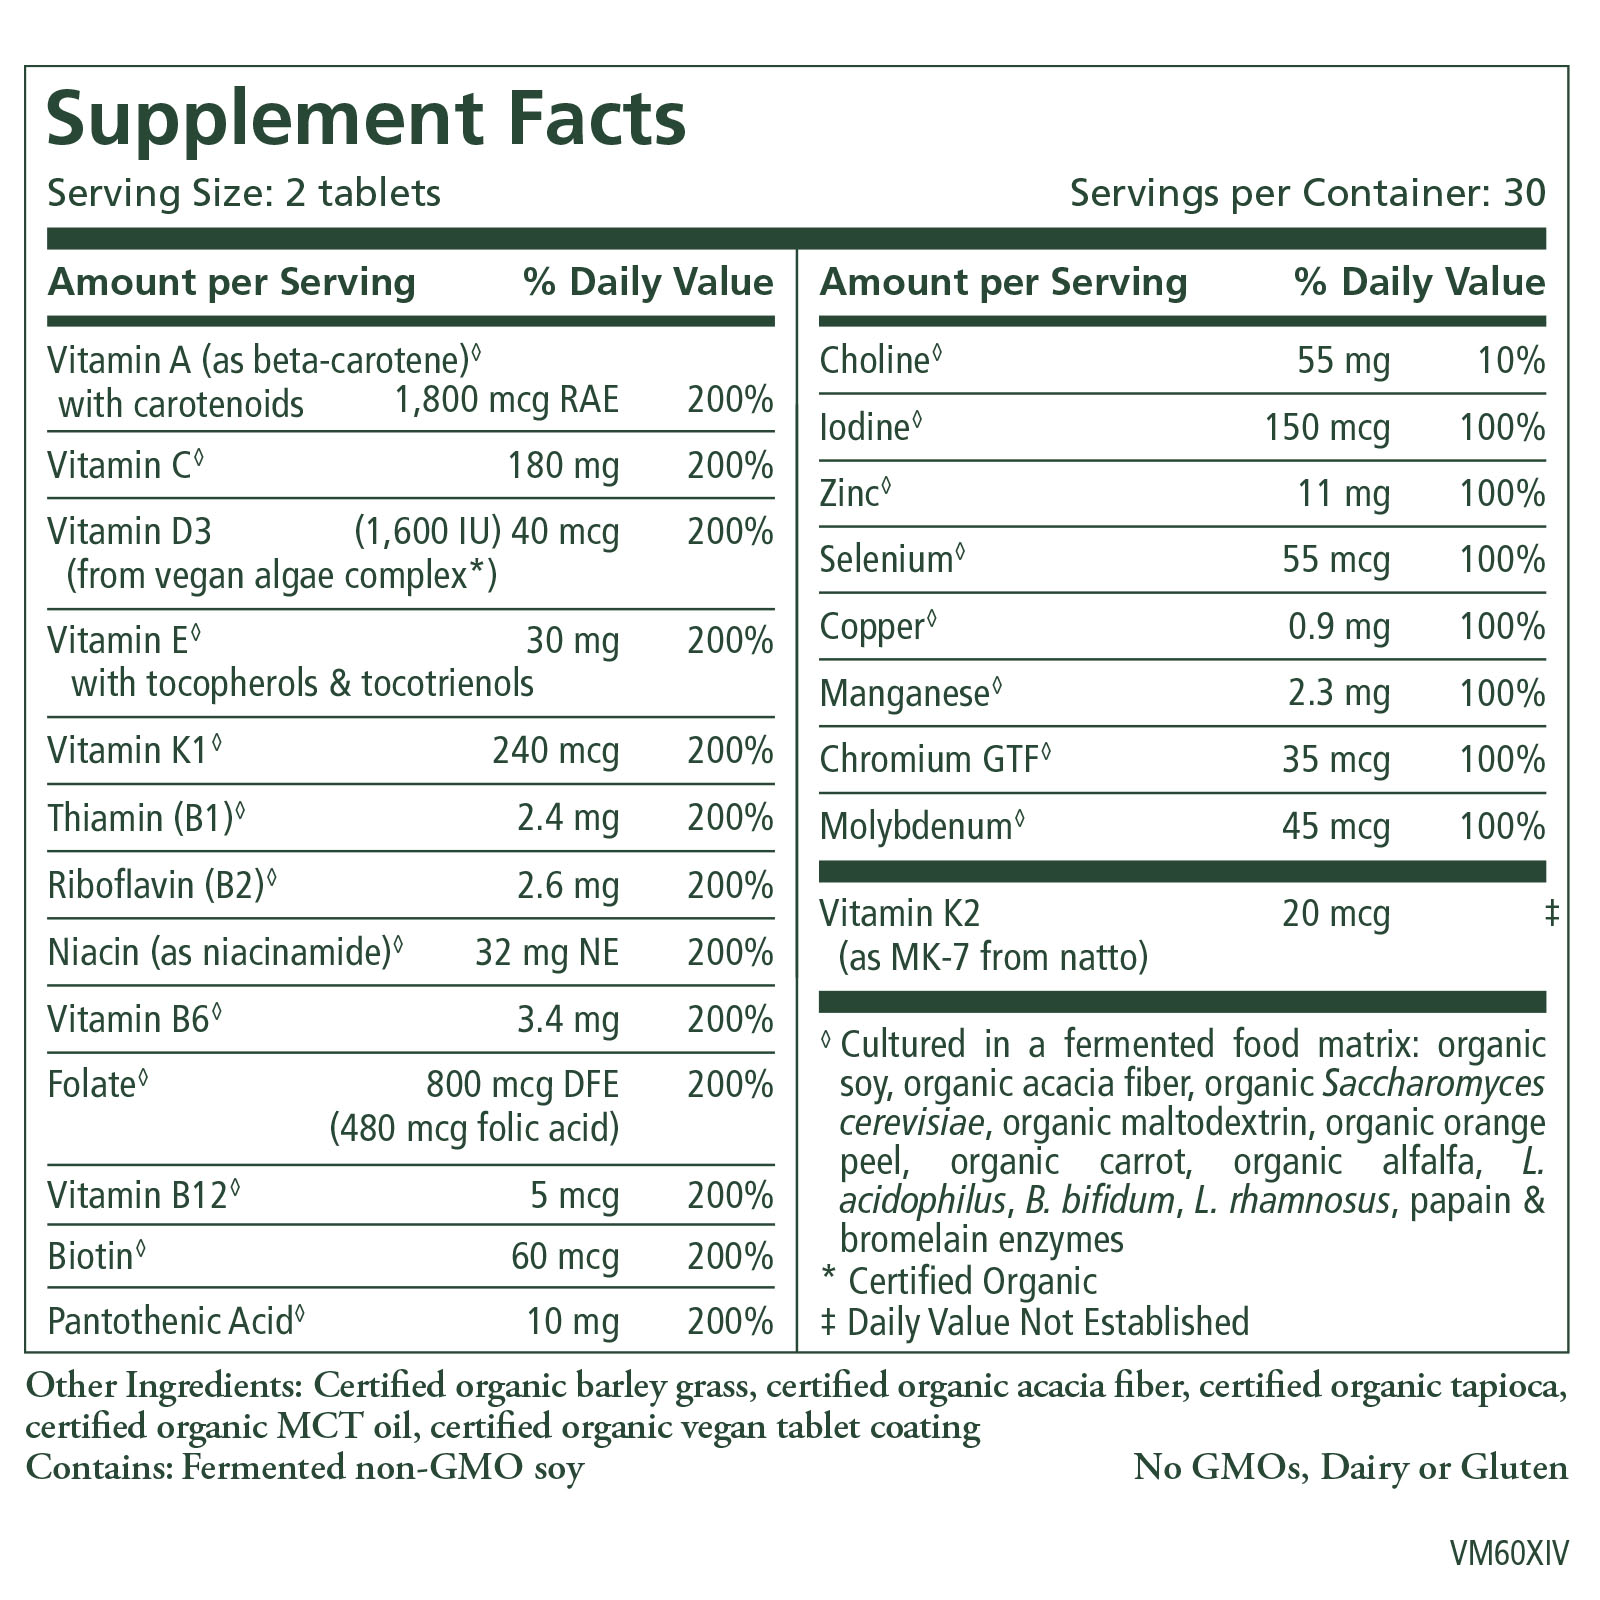 Supplement Facts
Serving Size: 2 tablets Servings per Container: 30
Amount per Serving % Daily Value
Vitamin A (as beta-carotene)◊
with carotenoids 1,800 mcg RAE 200%
Vitamin C◊ 180 mg 200%
Vitamin D3 (1,600 IU) 40 mcg 200%
(from vegan algae complex*)
Vitamin E◊ 30 mg 200%
with tocopherols & tocotrienols
Vitamin K1◊ 240 mcg 200%
Thiamin (B1)◊ 2.4 mg 200%
Riboflavin (B2)◊ 2.6 mg 200%
Niacin (as niacinamide)◊ 32 mg NE 200%
Vitamin B6◊ 3.4 mg 200%
Folate◊ 800 mcg DFE 200%
(480 mcg folic acid)
Vitamin B12◊ 5 mcg 200%
Biotin◊ 60 mcg 200%
Pantothenic Acid◊ 10 mg 200%
Amount per Serving % Daily Value
Choline◊ 55 mg 10%
Iodine◊ 150 mcg 100%
Zinc◊ 11 mg 100%
Selenium◊ 55 mcg 100%
Copper◊ 0.9 mg 100%
Manganese◊ 2.3 mg 100%
Chromium GTF◊ 35 mcg 100%
Molybdenum◊ 45 mcg 100%
Vitamin K2 20 mcg ‡
(as MK-7 from natto)
◊ Cultured in a fermented food matrix: organic
soy, organic acacia fiber, organic Saccharomyces
cerevisiae, organic maltodextrin, organic orange
peel, organic carrot, organic alfalfa, L.
acidophilus, B. bifidum, L. rhamnosus, papain &
bromelain enzymes
* Certified Organic
‡ Daily Value Not Established
Other Ingredients: Certified organic barley grass, certified organic acacia fiber, certified organic tapioca,
certified organic MCT oil, certified organic vegan tablet coating
Contains: Fermented non-GMO soy No GMOs, Dairy or Gluten
VM60XIV